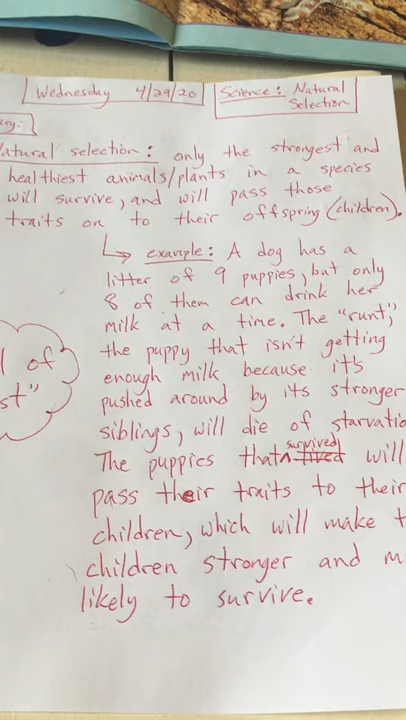 Wednesday 4/29/20
Science: Natural
Selection
atural selection: only the strongest and
healthiest animals/plants in a species
will survive, and will pass those
traits on to their offspring (children).
↳ example: A dog has a
litter of 9 puppies, but only
8 of them can drink her
milk at a time. The "runt",
the puppy that isn't getting
enough milk because it's
pushed around by its stronger
siblings, will die of starvatio
survived
The puppies that ^ lived will
pass their traits to their
children, which will make t
children stronger and m
likely to survive.
of
st"